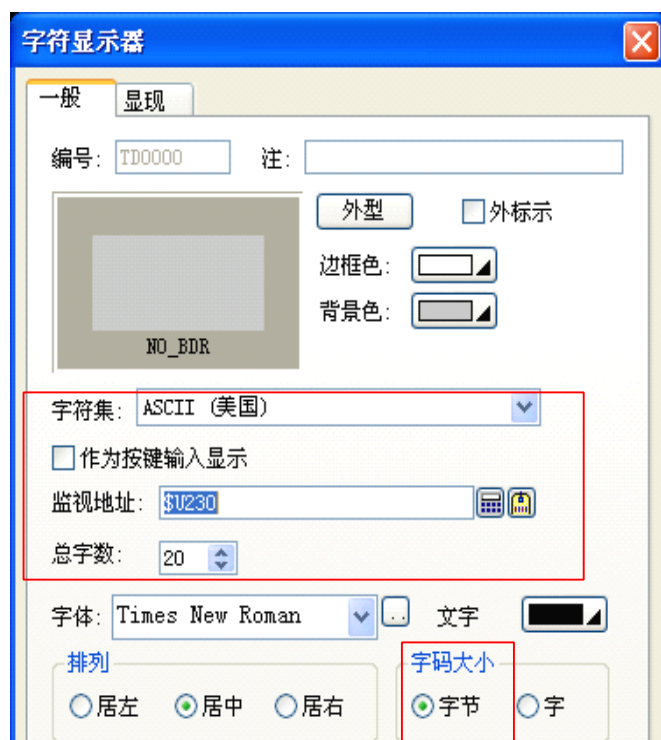 字符显示器
一般 显现
编号: TD0000 注:
外型 外标示
边框色:
背景色:
NO_BDR
字符集: ASCII (美国)
作为按键输入显示
监视地址: $U230
总字数: 20
字体: Times New Roman .. 文字
排列 字码大小
居左 居中 居右 字节 字